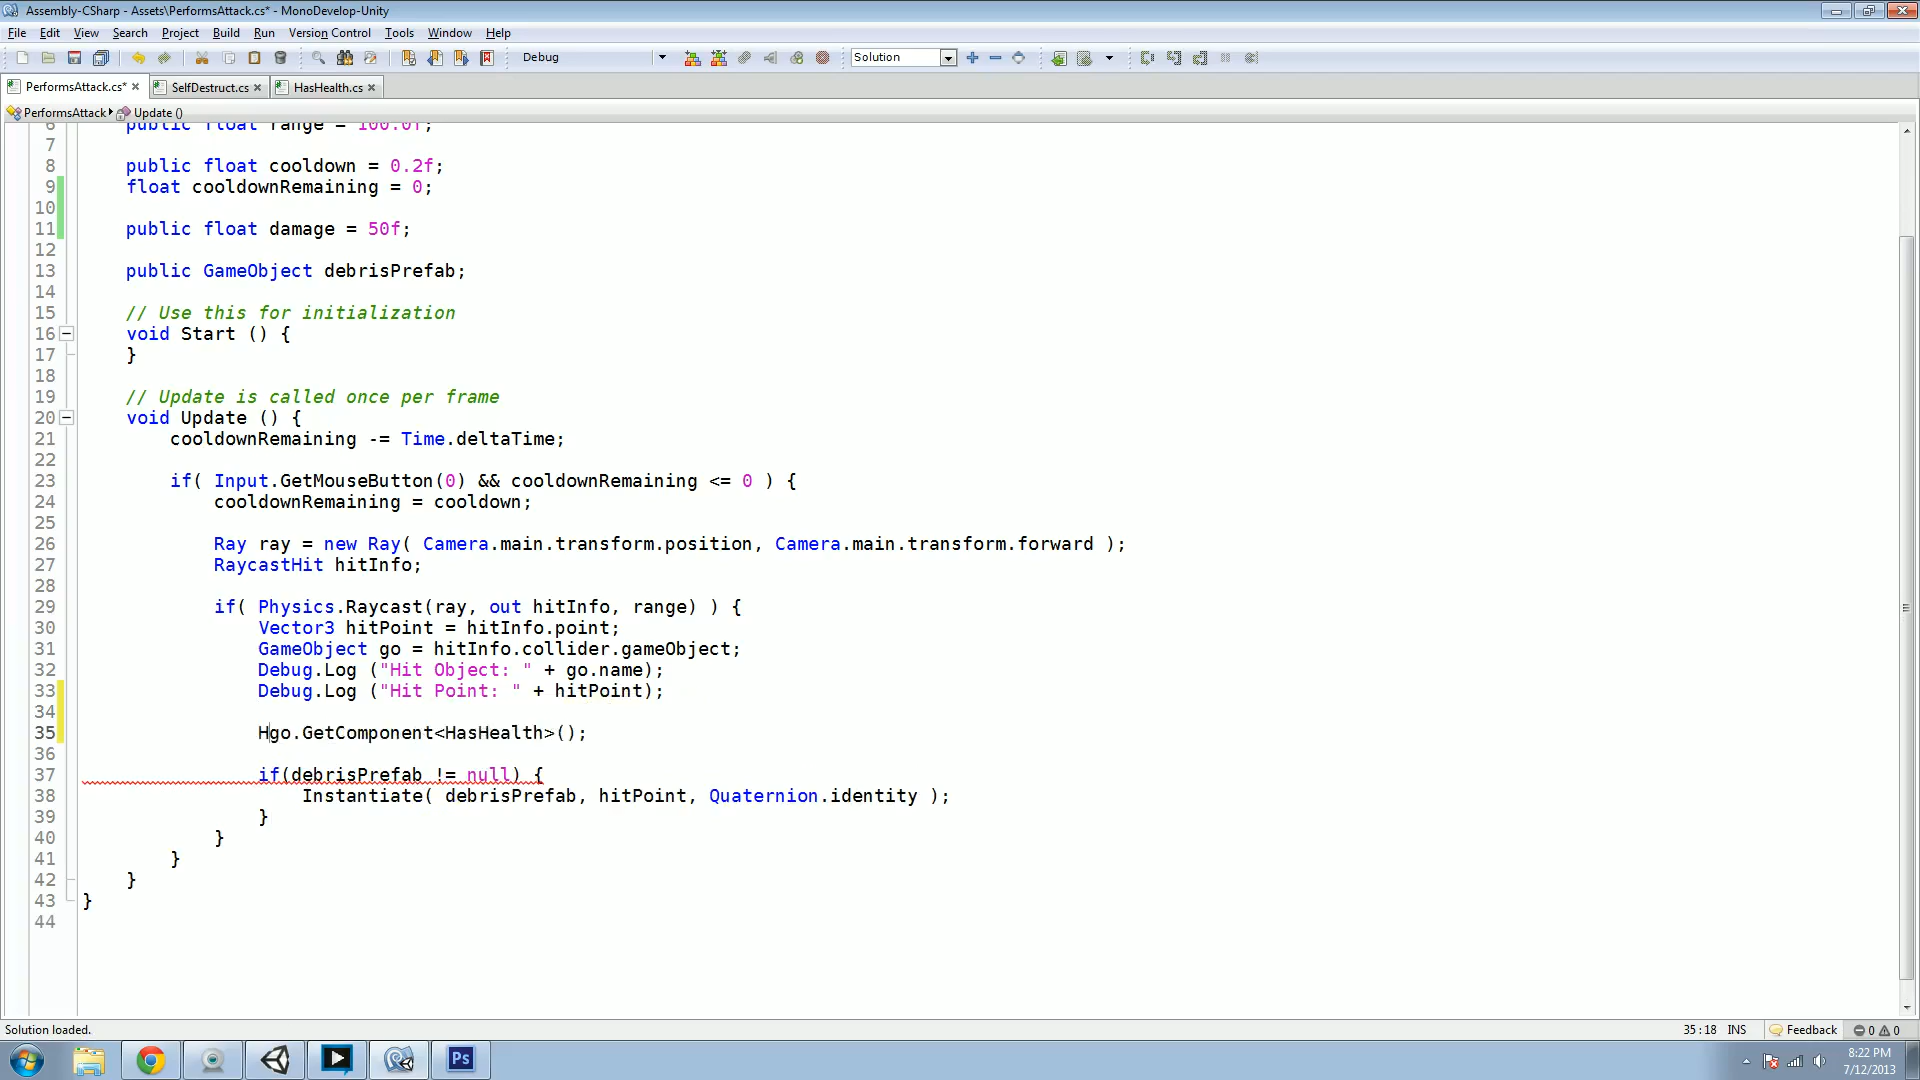 Assembly-CSharp - Assets\PerformsAttack.cs* - MonoDevelop-Unity
File Edit View Search Project Build Run Version Control Tools Window Help
Debug Solution
PerformsAttack.cs* SelfDestruct.cs HasHealth.cs
PerformsAttack Update ()
6 public float range = 100.0f;
7
8 public float cooldown = 0.2f;
9 float cooldownRemaining = 0;
10
11 public float damage = 50f;
12
13 public GameObject debrisPrefab;
14
15 // Use this for initialization
16 void Start () {
17 }
18
19 // Update is called once per frame
20 void Update () {
21 cooldownRemaining -= Time.deltaTime;
22
23 if( Input.GetMouseButton(0) && cooldownRemaining <= 0 ) {
24 cooldownRemaining = cooldown;
25
26 Ray ray = new Ray( Camera.main.transform.position, Camera.main.transform.forward );
27 RaycastHit hitInfo;
28
29 if( Physics.Raycast(ray, out hitInfo, range) ) {
30 Vector3 hitPoint = hitInfo.point;
31 GameObject go = hitInfo.collider.gameObject;
32 Debug.Log ("Hit Object: " + go.name);
33 Debug.Log ("Hit Point: " + hitPoint);
34
35 Hgo.GetComponent<HasHealth>();
36
37 if(debrisPrefab != null) {
38 Instantiate( debrisPrefab, hitPoint, Quaternion.identity );
39 }
40 }
41 }
42 }
43 }
44
Solution loaded. 35:18 INS Feedback 0 0
Ps 8:22 PM
7/12/2013